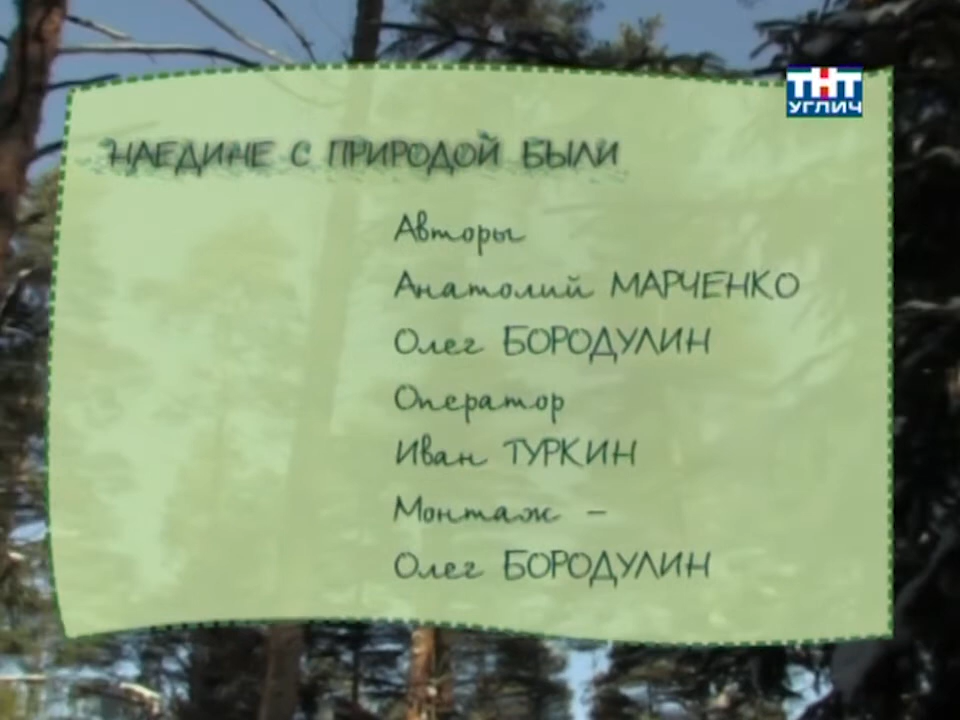 ТНТ
УГЛИЧ
НАЕДИНЕ С ПРИРОДОЙ БЫЛИ
Авторы
Анатолий МАРЧЕНКО
Олег БОРОДУЛИН
Оператор
Иван ТУРКИН
Монтаж –
Олег БОРОДУЛИН